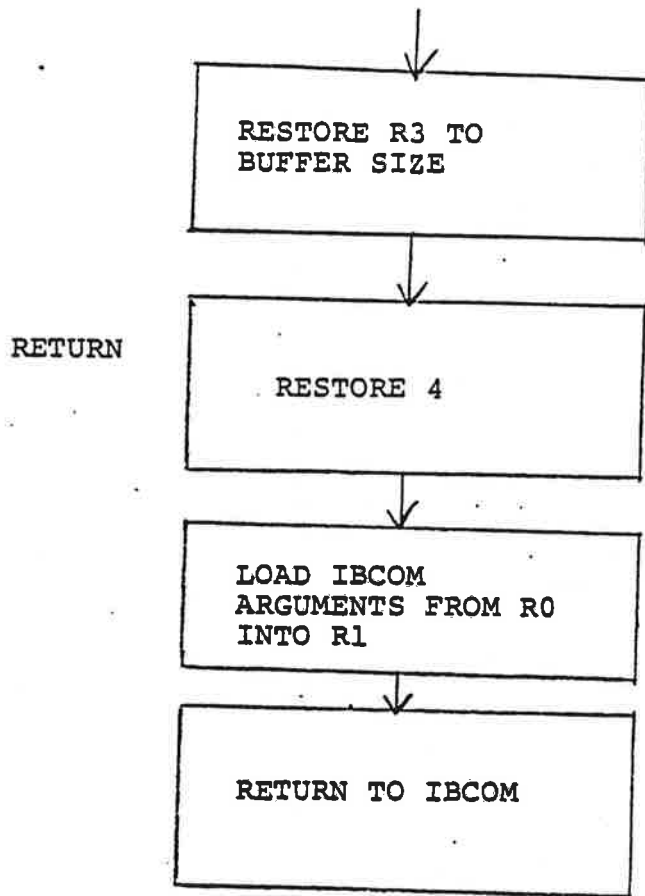 RESTORE R3 TO
BUFFER SIZE
RETURN
RESTORE 4
LOAD IBCOM
ARGUMENTS FROM R0
INTO R1
RETURN TO IBCOM